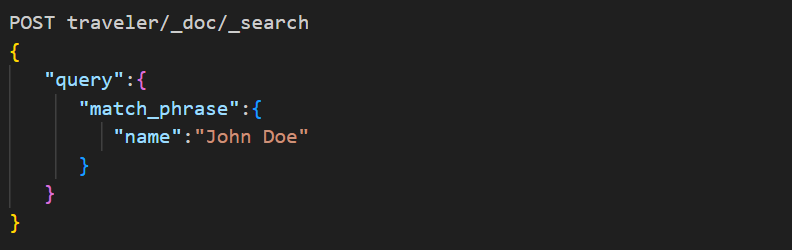 POST traveler/_doc/_search
{
"query":{
"match_phrase":{
"name":"John Doe"
}
}
}